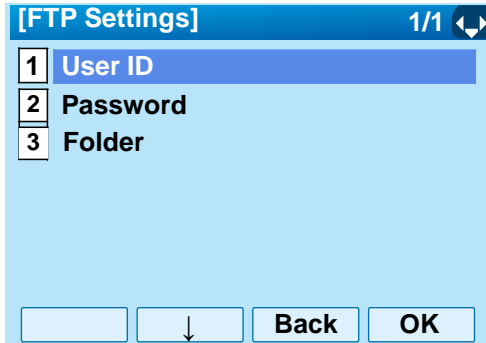 [FTP Settings] 1/1
1 User ID
2 Password
3 Folder
↓ Back OK